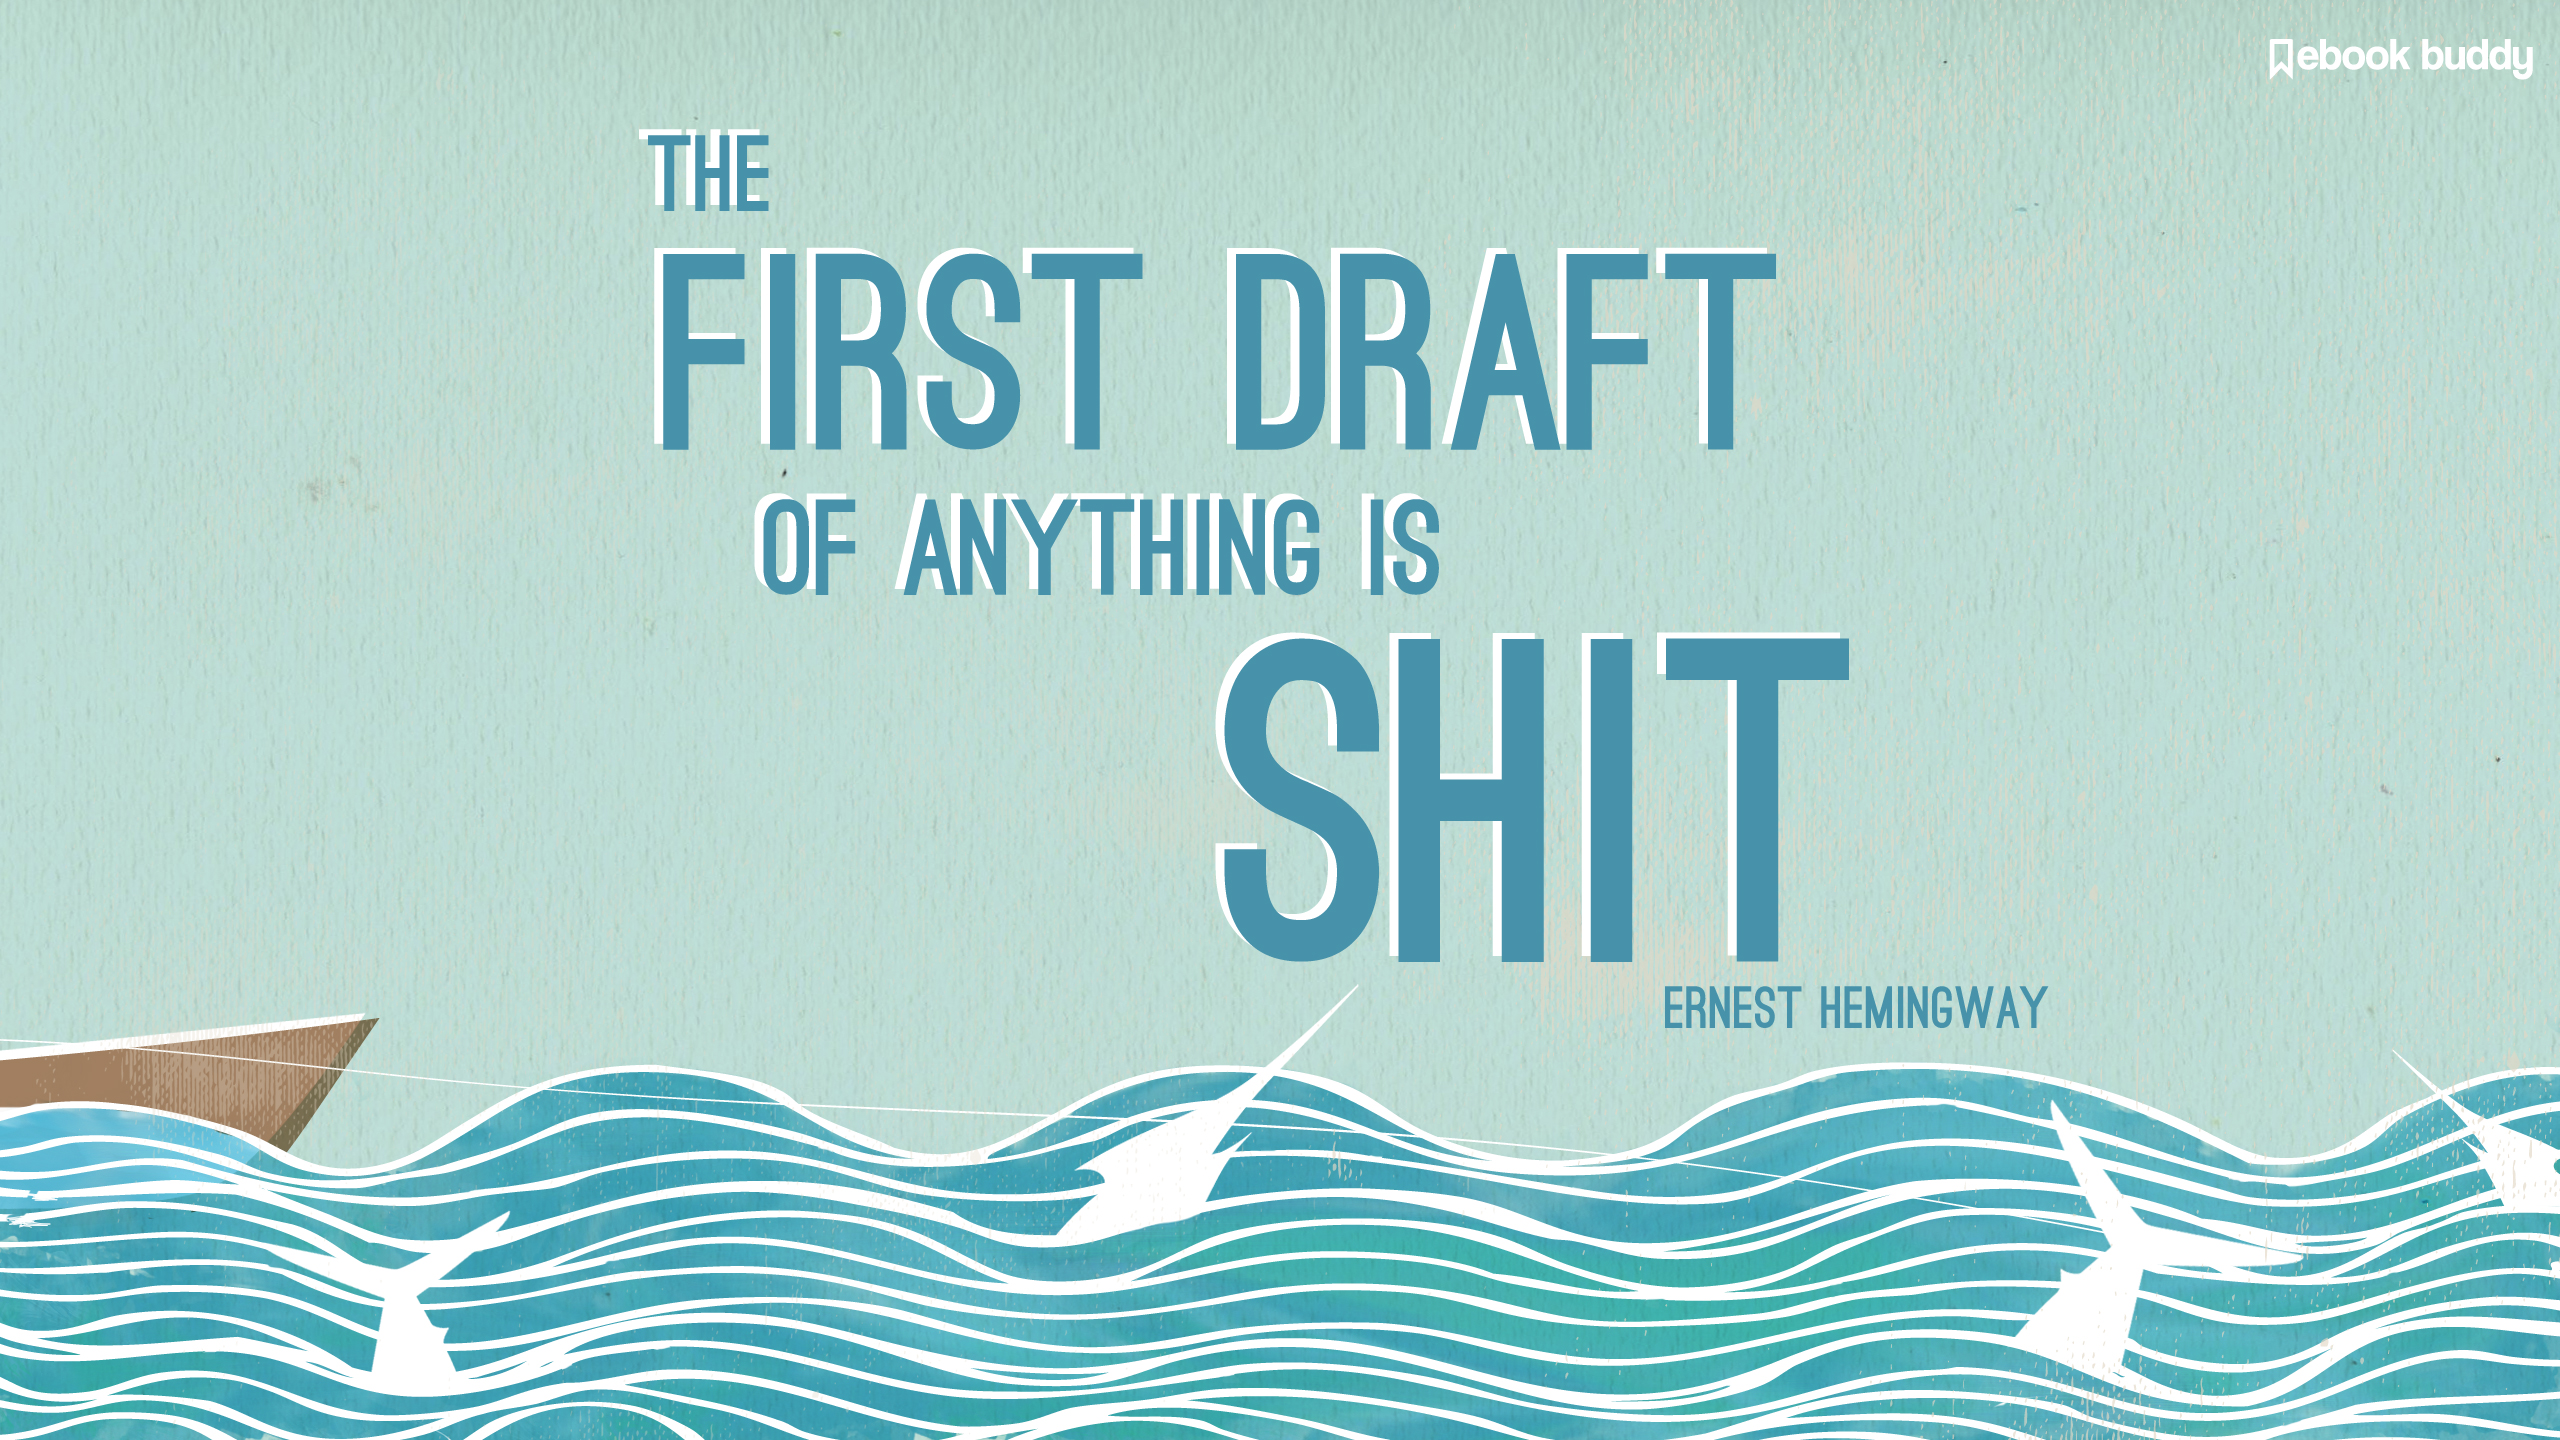 ebook buddy
THE
FIRST DRAFT
OF ANYTHING IS
SHIT
ERNEST HEMINGWAY